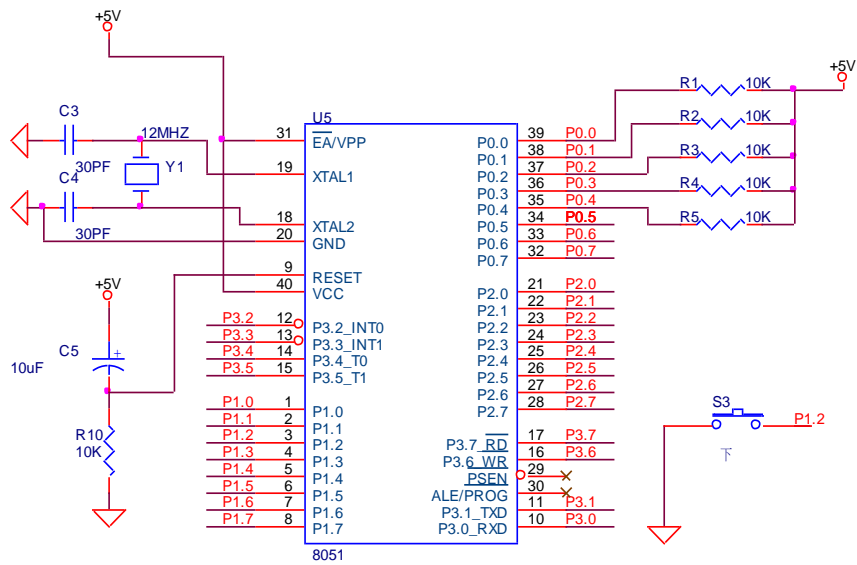 +5V
+5V
C3
30PF
12MHZ
Y1
C4
30PF
+5V
C5
10uF
R10
10K
U5
31 EA/VPP
19 XTAL1
18 XTAL2
20 GND
9 RESET
40 VCC
P3.2 12 P3.2_INT0
P3.3 13 P3.3_INT1
P3.4 14 P3.4_T0
P3.5 15 P3.5_T1
P1.0 1 P1.0
P1.1 2 P1.1
P1.2 3 P1.2
P1.3 4 P1.3
P1.4 5 P1.4
P1.5 6 P1.5
P1.6 7 P1.6
P1.7 8 P1.7
P0.0 39 P0.0
P0.1 38 P0.1
P0.2 37 P0.2
P0.3 36 P0.3
P0.4 35 P0.4
P0.5 34 P0.5
P0.6 33 P0.6
P0.7 32 P0.7
P2.0 21 P2.0
P2.1 22 P2.1
P2.2 23 P2.2
P2.3 24 P2.3
P2.4 25 P2.4
P2.5 26 P2.5
P2.6 27 P2.6
P2.7 28 P2.7
P3.7_RD 17 P3.7
P3.6_WR 16 P3.6
PSEN 29
ALE/PROG 30
P3.1_TXD 11 P3.1
P3.0_RXD 10 P3.0
8051
R1 10K
R2 10K
R3 10K
R4 10K
R5 10K
S3
P1.2
下